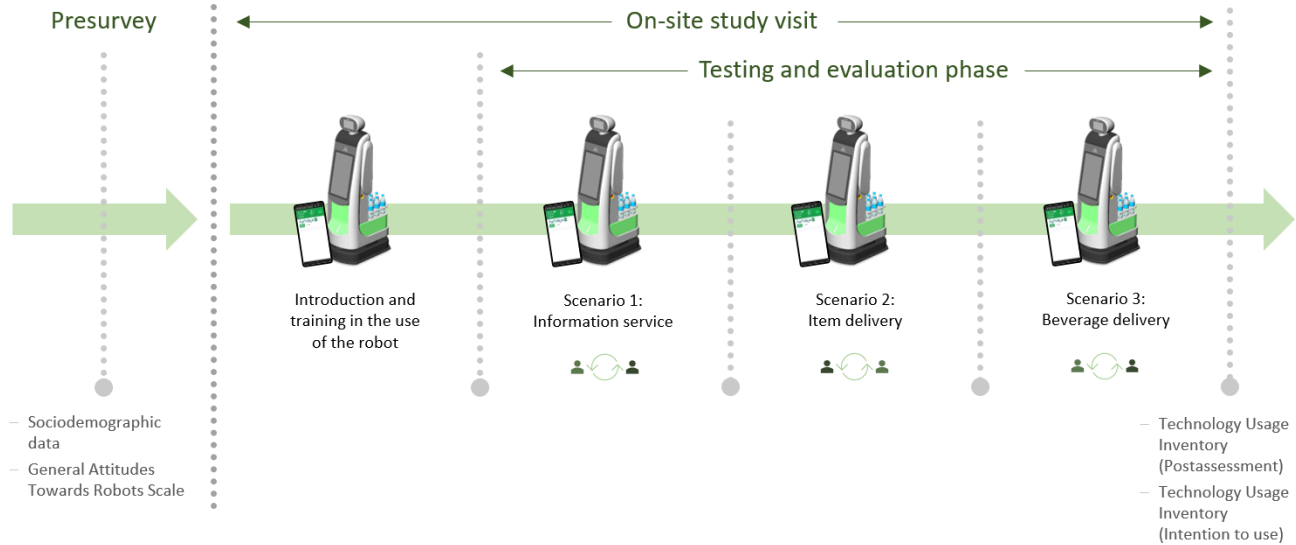 Presurvey
On-site study visit
Testing and evaluation phase
Introduction and
training in the use
of the robot
Scenario 1:
Information service
Scenario 2:
Item delivery
Scenario 3:
Beverage delivery
– Sociodemographic
data
– General Attitudes
Towards Robots Scale
– Technology Usage
Inventory
(Postassessment)
– Technology Usage
Inventory
(Intention to use)